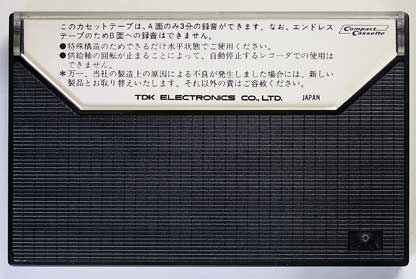 このカセットテープは、A面のみ3分の録音ができます。なお、エンドレス
テープのためB面への録音はできません。
Compact
Cassette
●特殊構造のためできるだけ水平状態でご使用ください。
●供給軸の回転が止まることによって、自動停止するレコーダでの使用は
できません。
*万一、当社の製造上の原因による不良が発生しました場合には、新しい
製品とお取り替えいたします。それ以外の責はご容赦ください。
TDK ELECTRONICS CO., LTD. JAPAN